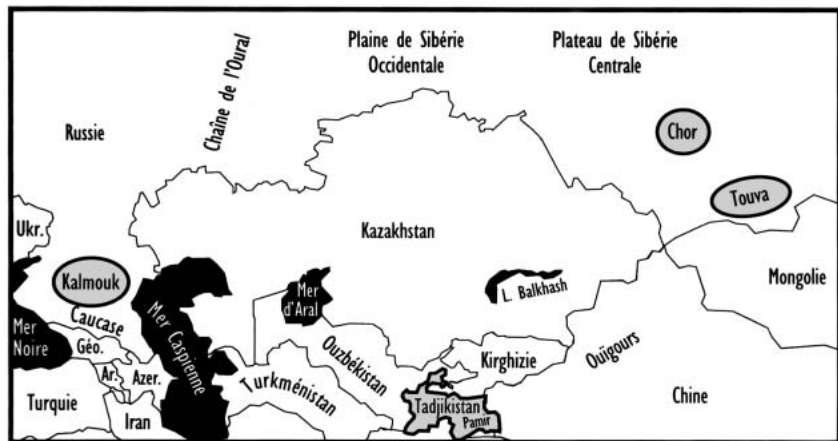 Plaine de Sibérie
Occidentale
Plateau de Sibérie
Centrale
Chaîne de l'Oural
Russie
Chor
Touva
Ukr.
Kazakhstan
Kalmouk
Mongolie
Mer
d'Aral
L. Balkhash
Caucase
Mer Caspienne
Mer
Noire
Géo.
Ouzbékistan
Kirghizie
Ouïgours
Ar.
Azer.
Turkménistan
Turquie
Iran
Tadjikistan
Pamir
Chine